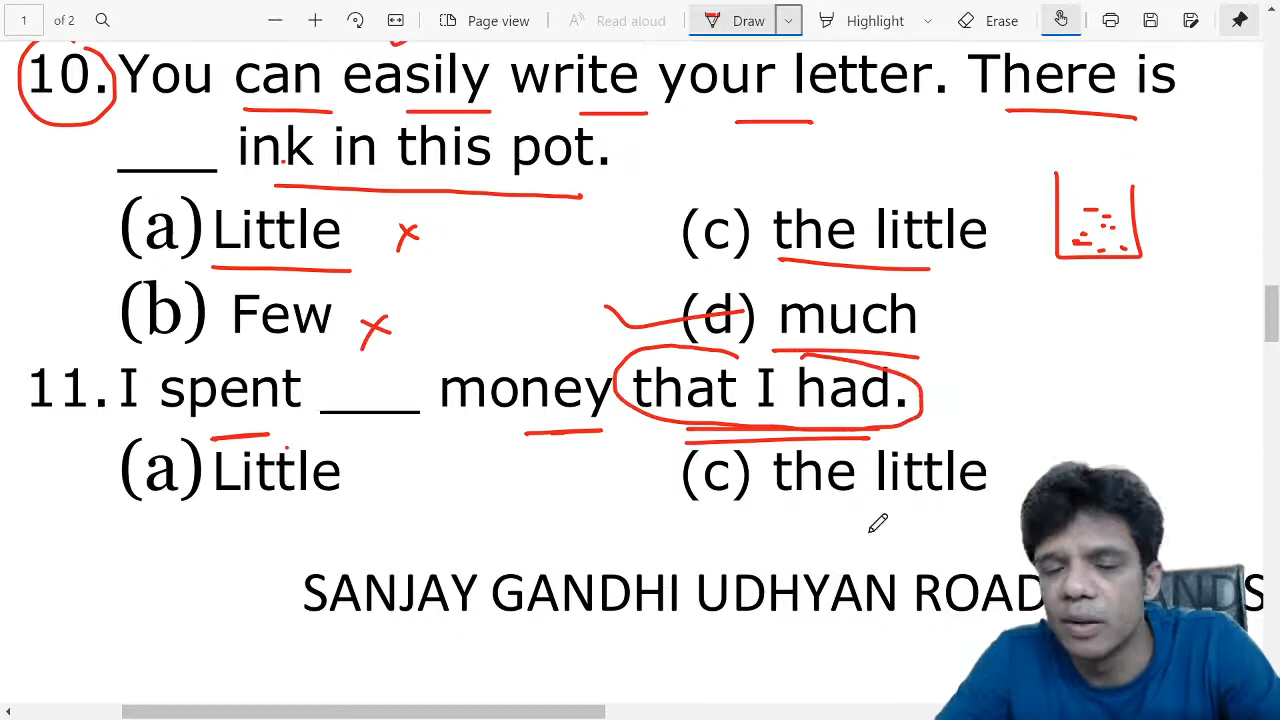 1 of 2 Page view Read aloud Draw Highlight Erase
10. You can easily write your letter. There is
____ ink in this pot.
(a) Little (c) the little
(b) Few (d) much
11. I spent ____ money that I had.
(a) Little (c) the little
SANJAY GANDHI UDHYAN ROAD